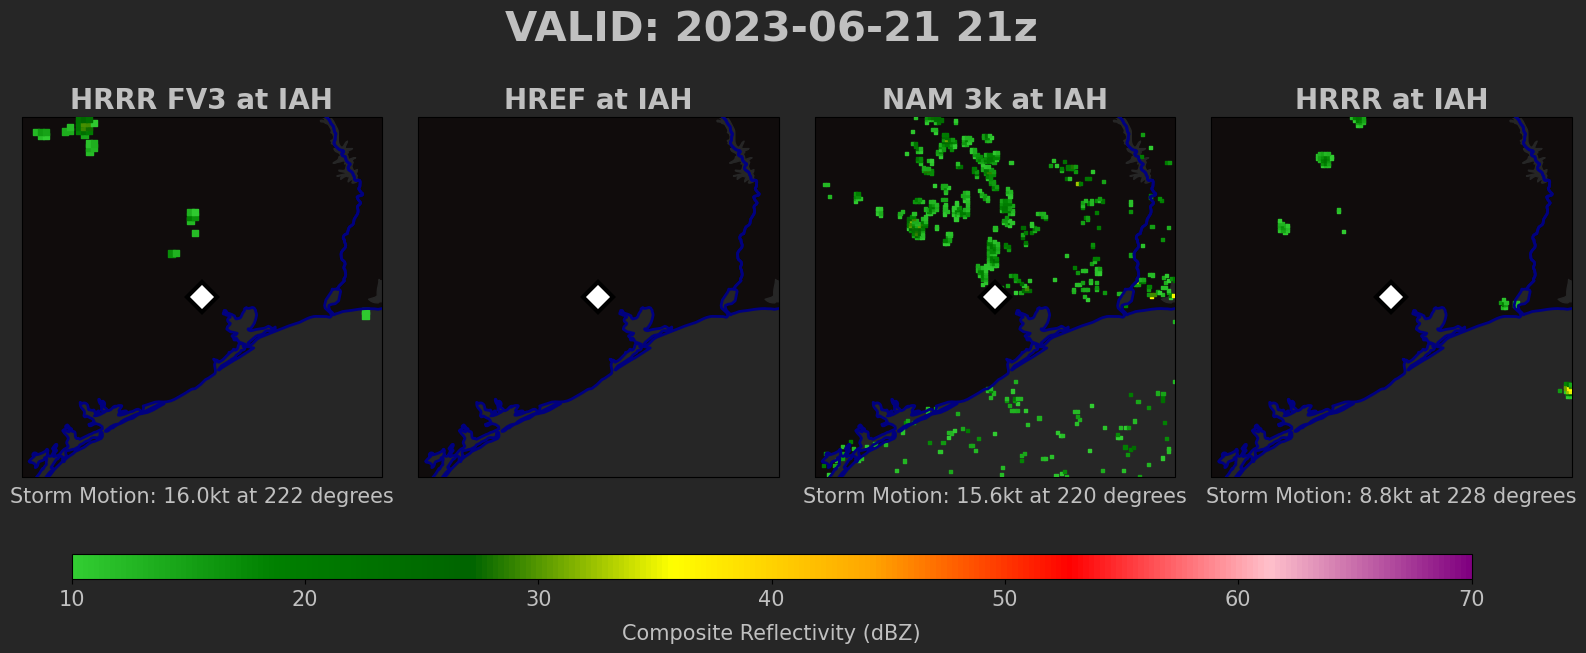 VALID: 2023-06-21 21z
HRRR FV3 at IAH
HREF at IAH
NAM 3k at IAH
HRRR at IAH
Storm Motion: 16.0kt at 222 degrees
Storm Motion: 15.6kt at 220 degrees
Storm Motion: 8.8kt at 228 degrees
10 20 30 40 50 60 70
Composite Reflectivity (dBZ)